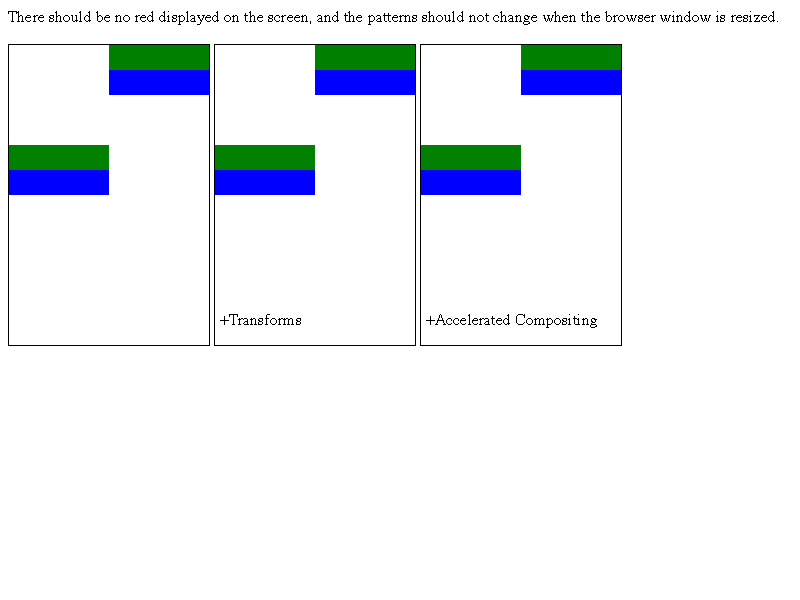 There should be no red displayed on the screen, and the patterns should not change when the browser window is resized.
+Transforms
+Accelerated Compositing